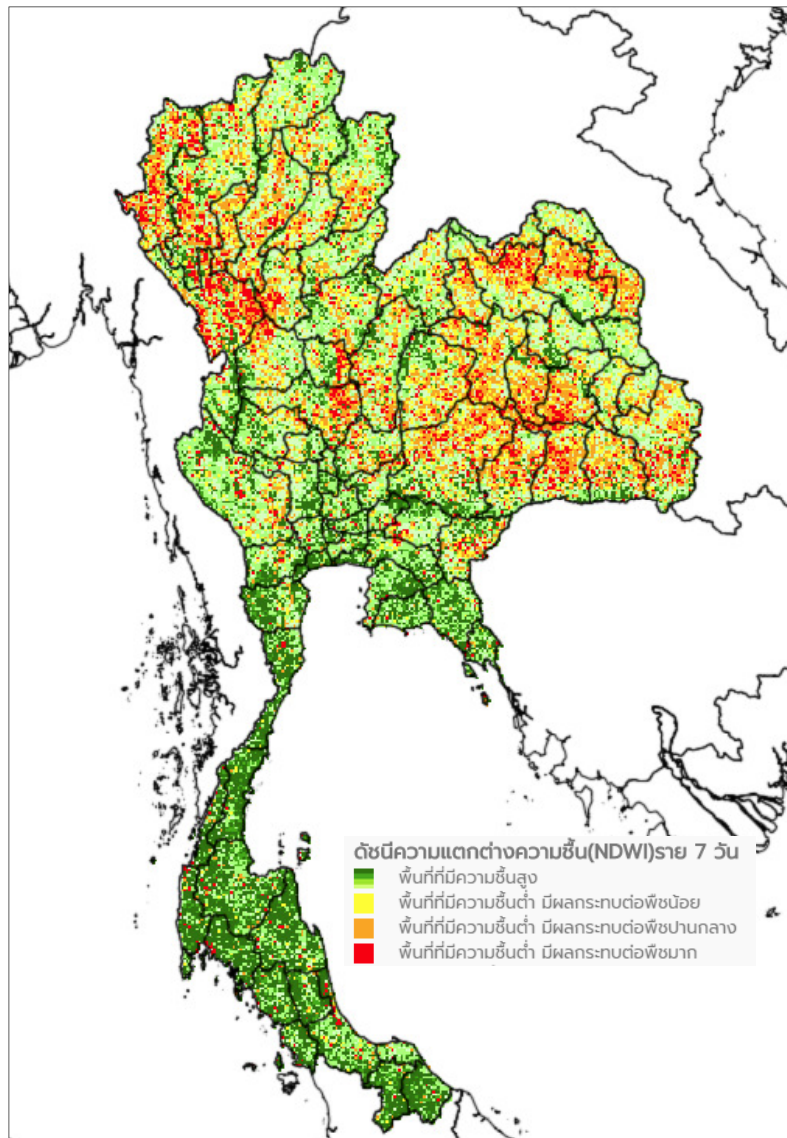 ดัชนีความแตกต่างความชื้น(NDWI)ราย 7 วัน
พื้นที่ที่มีความชื้นสูง
พื้นที่ที่มีความชื้นต่ำ มีผลกระทบต่อพืชน้อย
พื้นที่ที่มีความชื้นต่ำ มีผลกระทบต่อพืชปานกลาง
พื้นที่ที่มีความชื้นต่ำ มีผลกระทบต่อพืชมาก